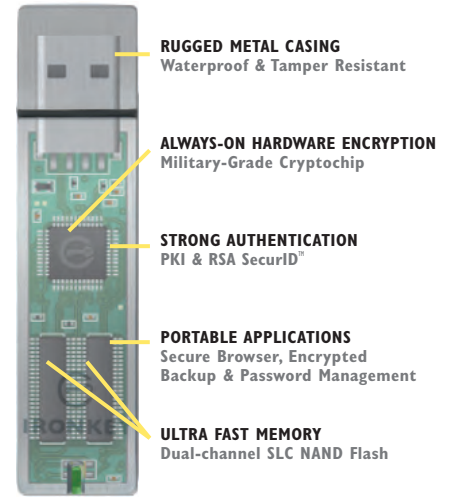 RUGGED METAL CASING
Waterproof & Tamper Resistant
ALWAYS-ON HARDWARE ENCRYPTION
Military-Grade Cryptochip
STRONG AUTHENTICATION
PKI & RSA SecurID™
PORTABLE APPLICATIONS
Secure Browser, Encrypted
Backup & Password Management
IRONKEY
ULTRA FAST MEMORY
Dual-channel SLC NAND Flash